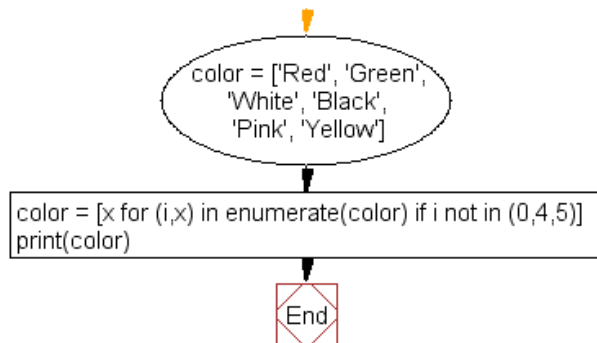 color = ['Red', 'Green',
'White', 'Black',
'Pink', 'Yellow']
color = [x for (i,x) in enumerate(color) if i not in (0,4,5)]
print(color)
End